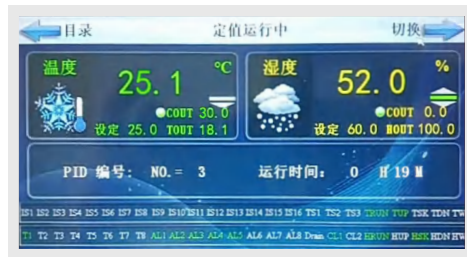 目录 定值运行中 切换
温度 25.1 ℃
COUT 30.0
设定 25.0 TOUT 18.1
湿度 52.0 %
COUT 0.0
设定 60.0 HOUT 100.0
PID 编号: NO.= 3 运行时间: 0 H 19 M
IS1 IS2 IS3 IS4 IS5 IS6 IS7 IS8 IS9 IS10 IS11 IS12 IS13 IS14 IS15 IS16 TS1 TS2 TS3 TRUN TUP TSK TDN TW
T1 T2 T3 T4 T5 T6 T7 T8 AL1 AL2 AL3 AL4 AL5 AL6 AL7 AL8 Dran CL1 CL2 HRUN HUP HSK HDN HW